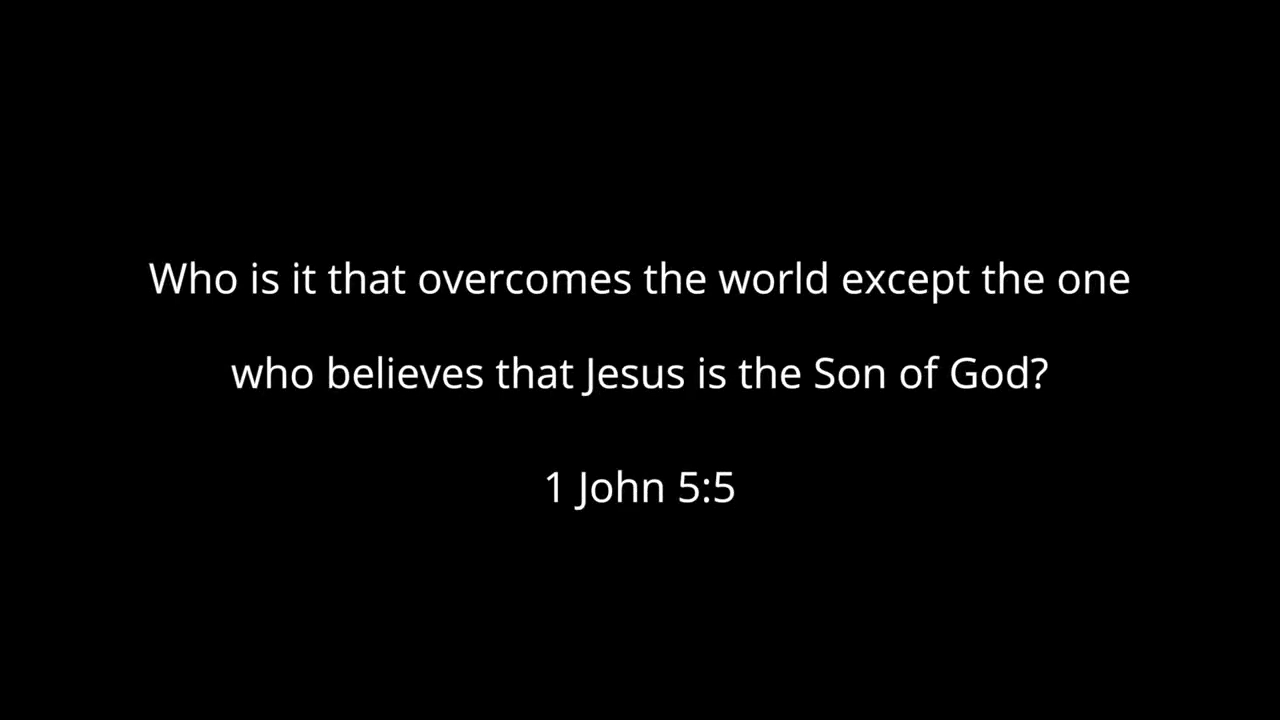 Who is it that overcomes the world except the one
who believes that Jesus is the Son of God?
1 John 5:5